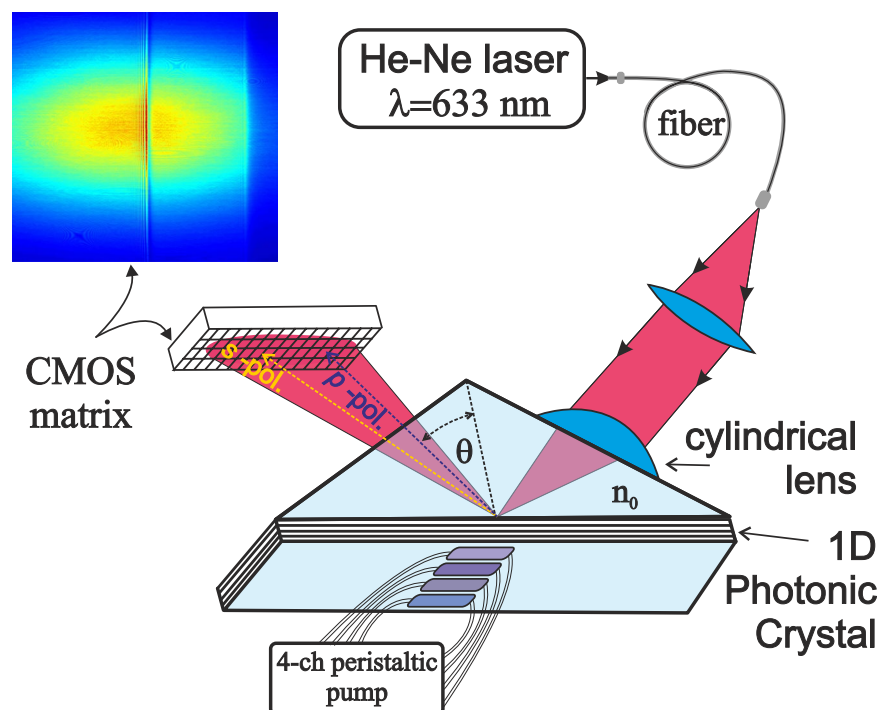 He-Ne laser
λ=633 nm
fiber
CMOS
matrix
s -pol.
p -pol.
θ
cylindrical
lens
n₀
1D
Photonic
Crystal
4-ch peristaltic
pump